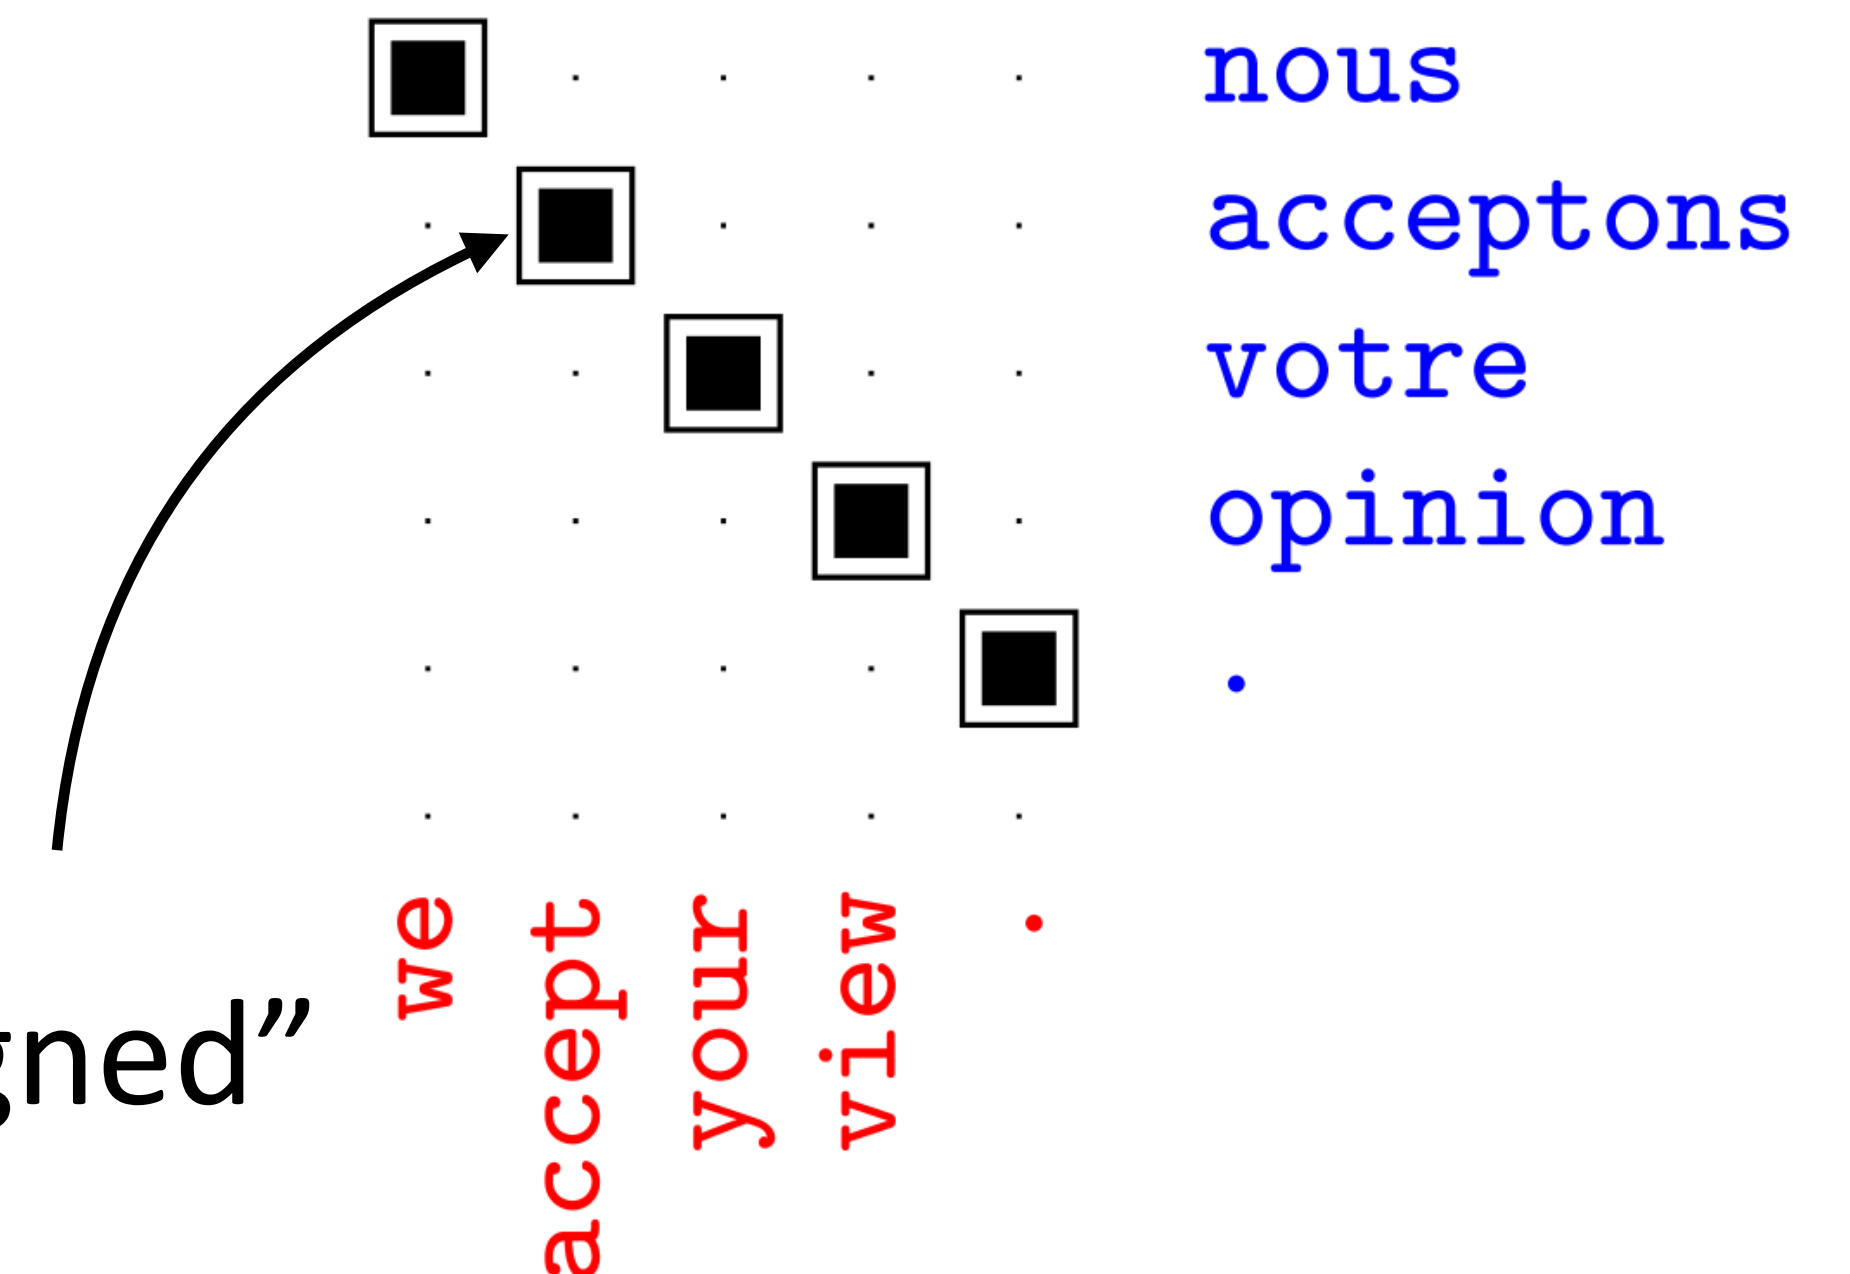 nous
acceptons
votre
opinion
.
we
accept
your
view
.
gned”